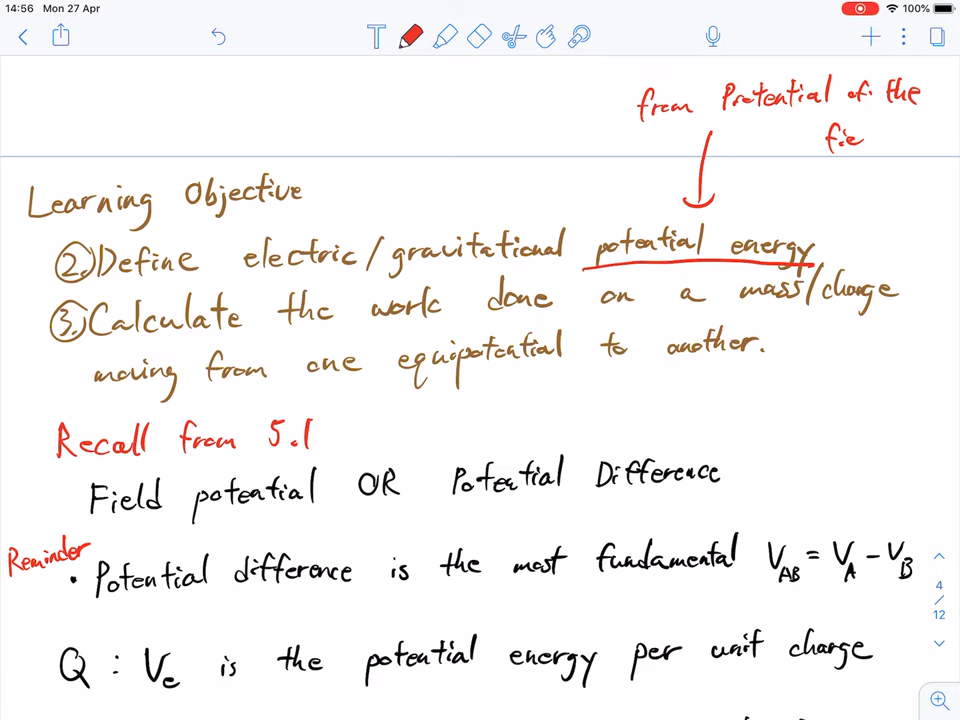 14:56 Mon 27 Apr
100%
T
from Protential of the
fie
Learning Objective
2.) Define electric/gravitational potential energy
3.) Calculate the work done on a mass/charge
moving from one equipotential to another.
Recall from 5.1
Field potential OR Potential Difference
Reminder
• Potential difference is the most fundamental V_AB = V_A - V_B
4
/
12
Q : Ve is the potential energy per unit charge